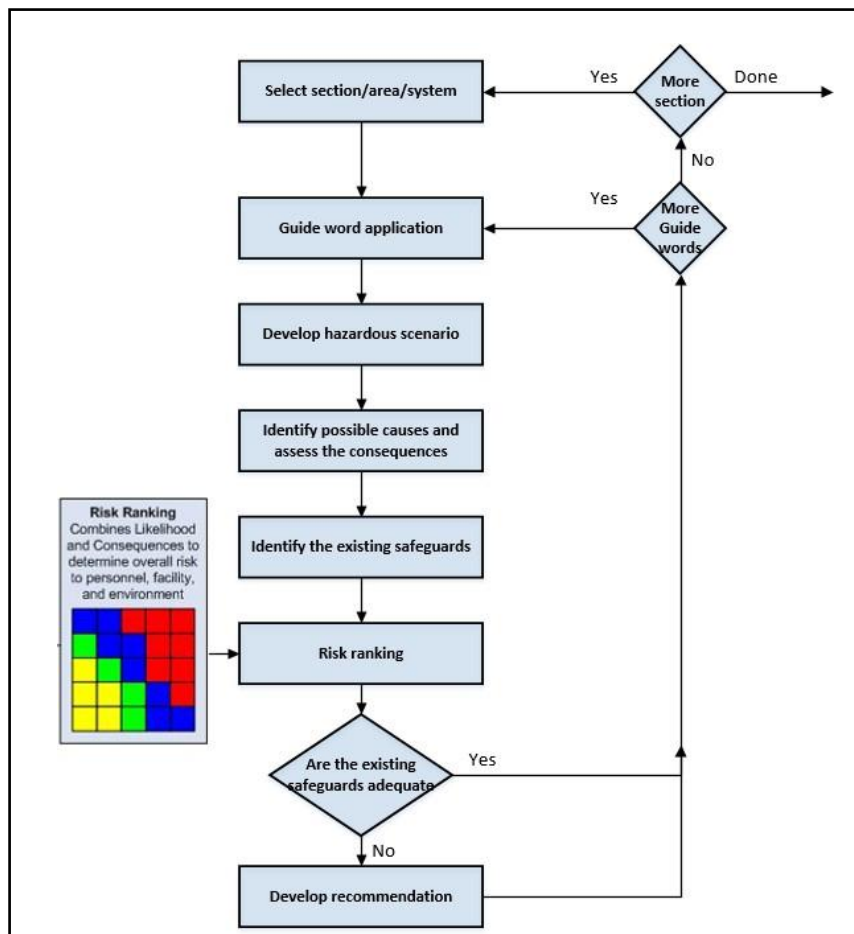 Select section/area/system
Yes
More
section
Done
No
Guide word application
Yes
More
Guide
words
Develop hazardous scenario
Identify possible causes and
assess the consequences
Risk Ranking
Combines Likelihood
and Consequences to
determine overall risk
to personnel, facility,
and environment
Identify the existing safeguards
Risk ranking
Are the existing
safeguards adequate
Yes
No
Develop recommendation